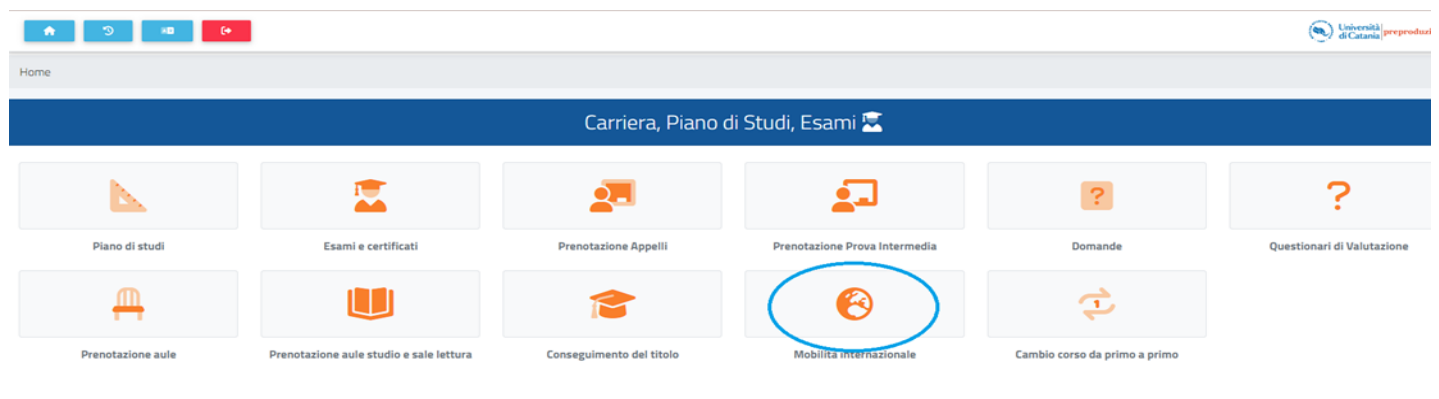 Università
di Catania
Home
Carriera, Piano di Studi, Esami
Piano di studi
Esami e certificati
Prenotazione Appelli
Prenotazione Prova Intermedia
Domande
Questionari di Valutazione
Prenotazione aule
Prenotazione aule studio e sale lettura
Conseguimento del titolo
Mobilità internazionale
Cambio corso da primo a primo